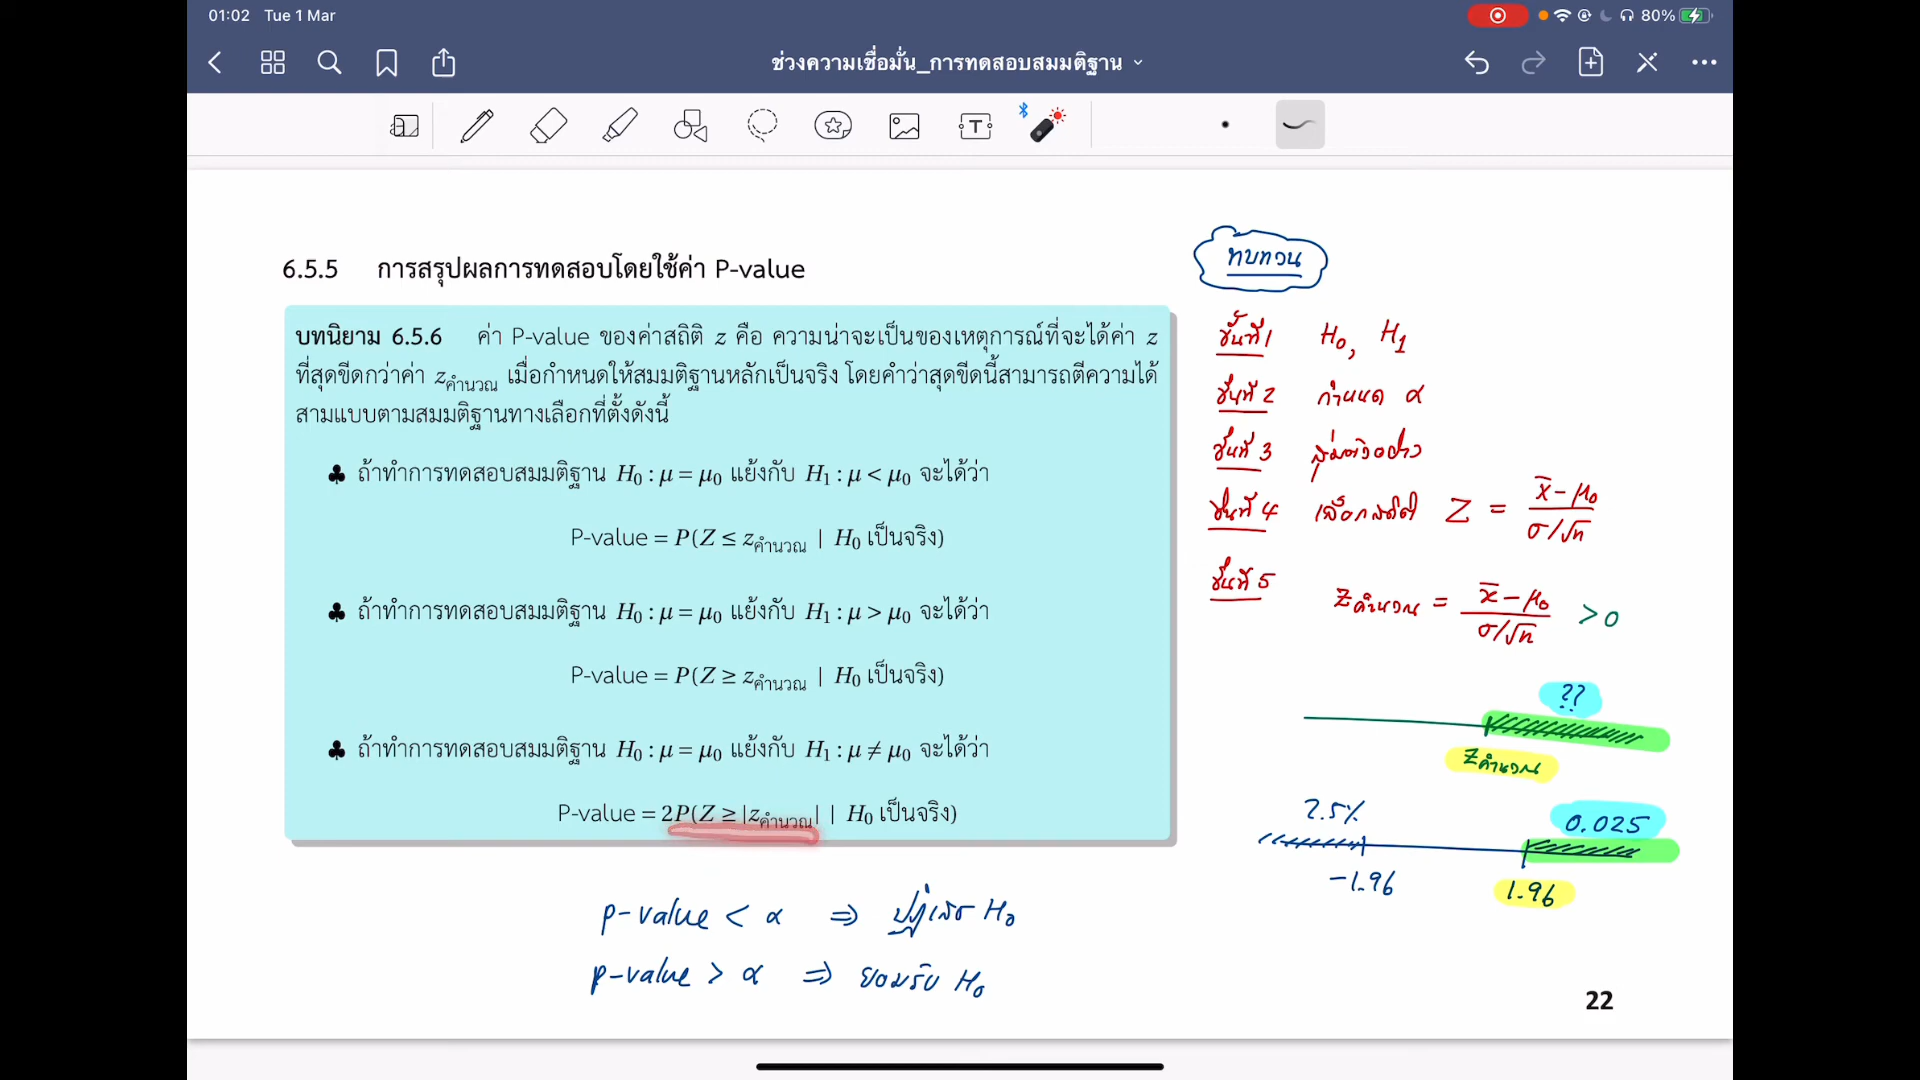 01:02 Tue 1 Mar
80%
ช่วงความเชื่อมั่น_การทดสอบสมมติฐาน
6.5.5 การสรุปผลการทดสอบโดยใช้ค่า P-value
บทนิยาม 6.5.6 ค่า P-value ของค่าสถิติ z คือ ความน่าจะเป็นของเหตุการณ์ที่จะได้ค่า z
ที่สุดขีดกว่าค่า zคำนวณ เมื่อกำหนดให้สมมติฐานหลักเป็นจริง โดยคำว่าสุดขีดนี้สามารถตีความได้
สามแบบตามสมมติฐานทางเลือกที่ตั้งดังนี้
♣ ถ้าทำการทดสอบสมมติฐาน H₀ : μ = μ₀ แย้งกับ H₁ : μ < μ₀ จะได้ว่า
P-value = P(Z ≤ zคำนวณ | H₀ เป็นจริง)
♣ ถ้าทำการทดสอบสมมติฐาน H₀ : μ = μ₀ แย้งกับ H₁ : μ > μ₀ จะได้ว่า
P-value = P(Z ≥ zคำนวณ | H₀ เป็นจริง)
♣ ถ้าทำการทดสอบสมมติฐาน H₀ : μ = μ₀ แย้งกับ H₁ : μ ≠ μ₀ จะได้ว่า
P-value = 2P(Z ≥ |zคำนวณ| | H₀ เป็นจริง)
p-value < α ⇒ ปฏิเสธ H₀
p-value > α ⇒ ยอมรับ H₀
ทบทวน
ขั้นที่ 1 H₀, H₁
ขั้นที่ 2 กำหนด α
ขั้นที่ 3 สุ่มตัวอย่าง
ขั้นที่ 4 เลือกสถิติ Z = (x̄ - μ₀) / (σ/√n)
ขั้นที่ 5 Zคำนวณ = (x̄ - μ₀) / (σ/√n) > 0
??
Zคำนวณ
2.5% 0.025
-1.96 1.96
22